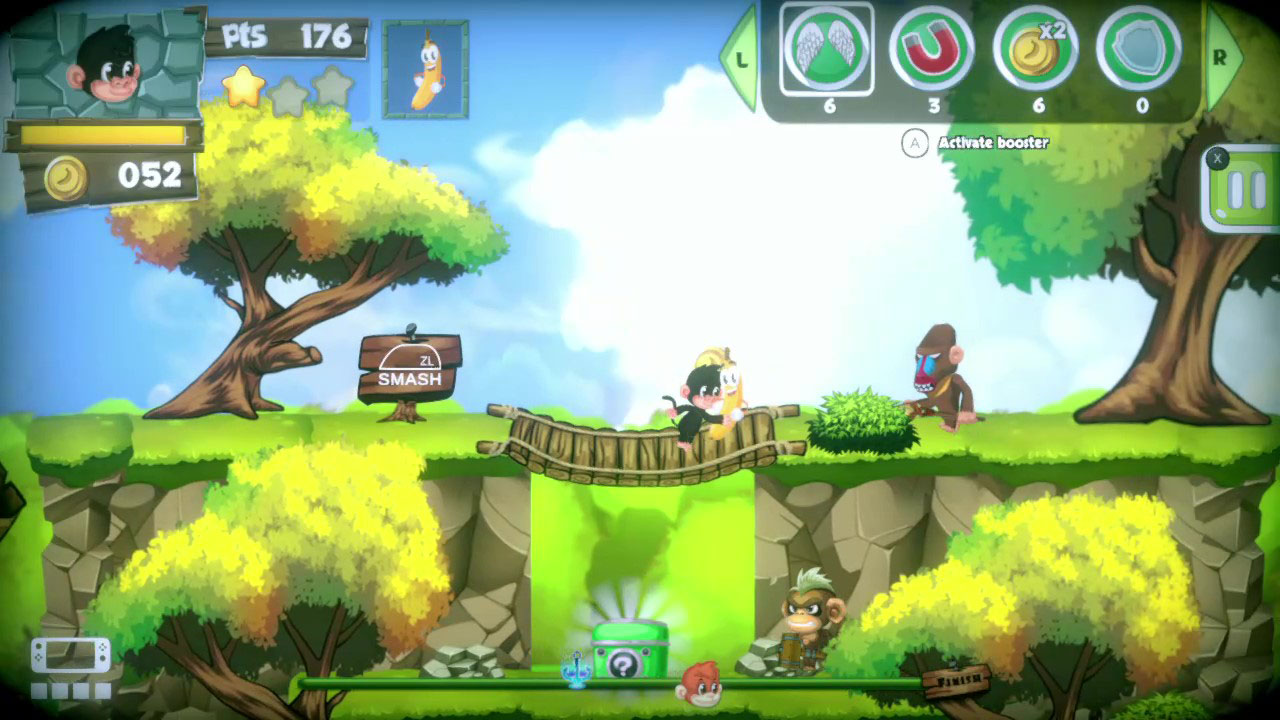 Pts 176
052
L
x2
R
6 3 6 0
A Activate booster
X
ZL
SMASH
?
FINISH